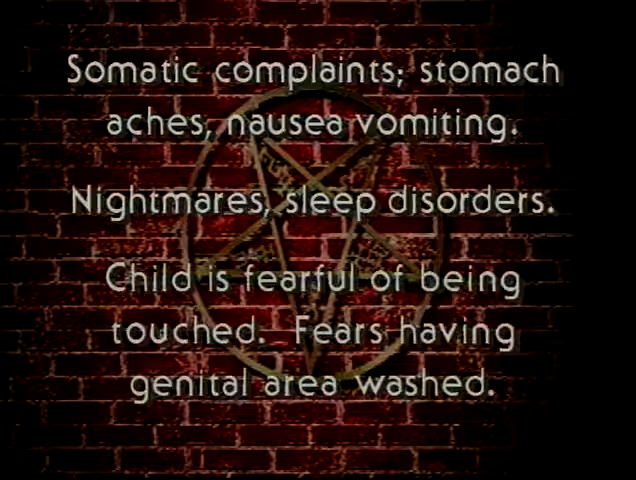 Somatic complaints; stomach
aches, nausea vomiting.
Nightmares, sleep disorders.
Child is fearful of being
touched. Fears having
genital area washed.